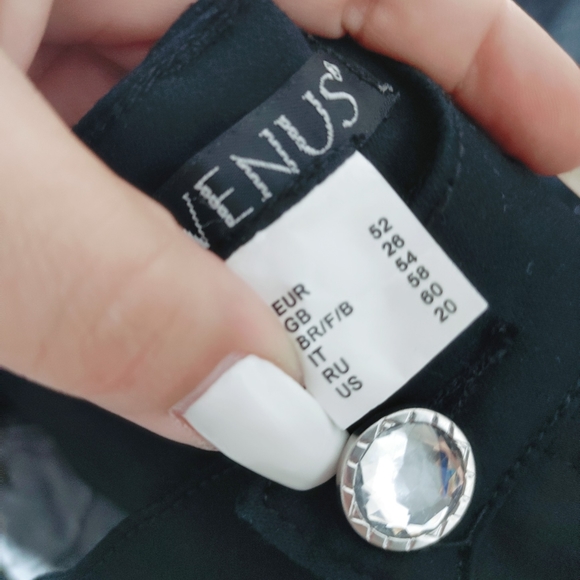 VENUS
EUR 52
GB 26
BR/F/B 54
IT 58
RU 60
US 20